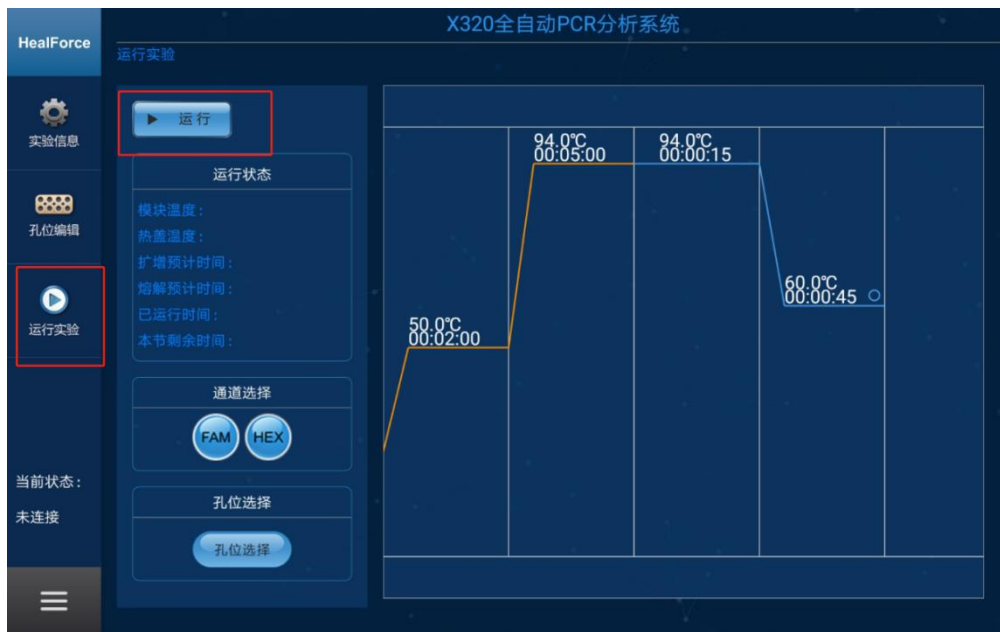 X320全自动PCR分析系统
HealForce
运行实验
实验信息
孔位编辑
运行实验
当前状态:
未连接
运行
运行状态
模块温度:
热盖温度:
扩增预计时间:
熔解预计时间:
已运行时间:
本节剩余时间:
通道选择
FAM HEX
孔位选择
孔位选择
50.0℃
00:02:00
94.0℃
00:05:00
94.0℃
00:00:15
60.0℃
00:00:45